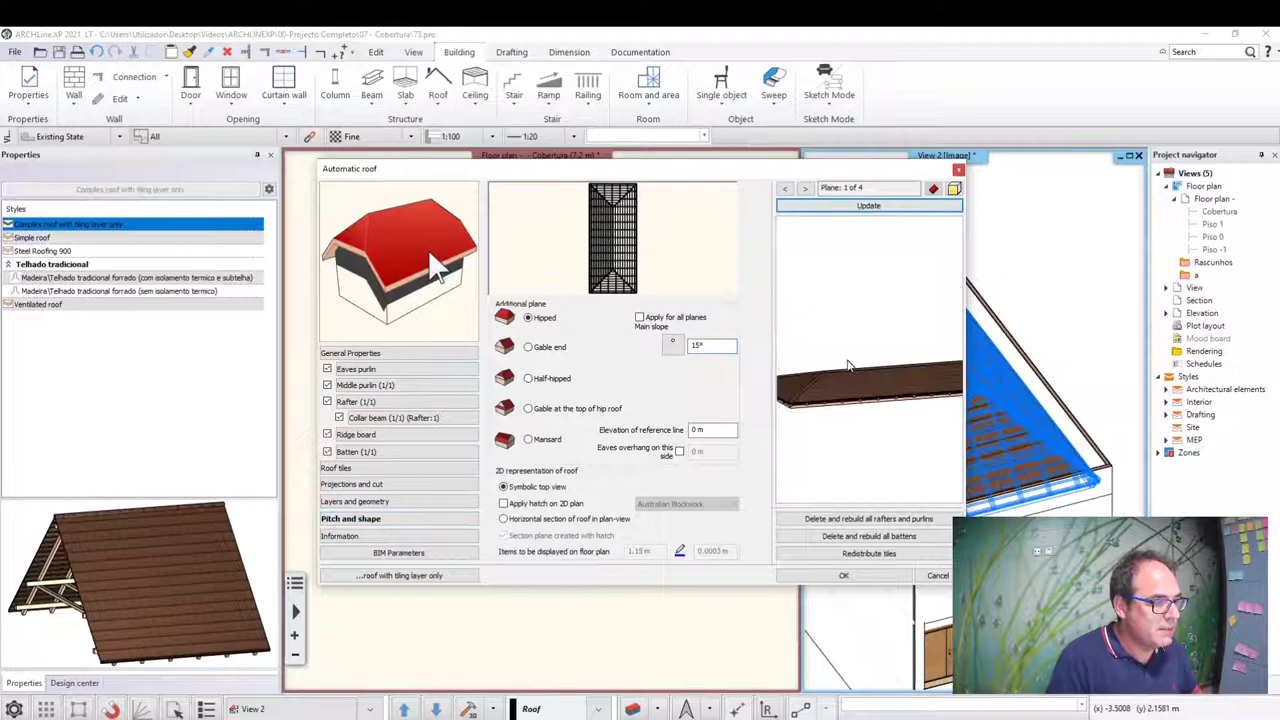 ARCHLine.XP 2021 LT - C:\Users\Utilizador\Desktop\Videos\ARCHLINEXP\00-Projecto Completo\07 - Cobertura\73.pro
File Edit View Building Drafting Dimension Documentation Search
Properties Wall Connection Edit Door Window Curtain wall Column Beam Slab Roof Ceiling Stair Ramp Railing Room and area Single object Sweep Sketch Mode
Properties Wall Opening Structure Stair Room Object Sketch Mode
Existing State All Fine 1:100 1:20
Properties
Complex roof with tiling layer only
Styles
Complex roof with tiling layer only
Simple roof
Steel Roofing 900
Telhado tradicional
Madeira\Telhado tradicional forrado (com isolamento termico e subtelha)
Madeira\Telhado tradicional forrado (sem isolamento termico)
Ventilated roof
Properties Design center
Floor plan - - Cobertura (7.2 m) *
View 2 [Image] *
Automatic roof
General Properties
Eaves purlin
Middle purlin (1/1)
Rafter (1/1)
Collar beam (1/1) (Rafter:1)
Ridge board
Batten (1/1)
Roof tiles
Projections and cut
Layers and geometry
Pitch and shape
Information
BIM Parameters
...roof with tiling layer only
Additional plane
Hipped
Gable end
Half-hipped
Gable at the top of hip roof
Mansard
Apply for all planes
Main slope
°
15°
Elevation of reference line 0 m
Eaves overhang on this side 0 m
2D representation of roof
Symbolic top view
Apply hatch on 2D plan Australian Blockwork
Horizontal section of roof in plan-view
Section plane created with hatch
Items to be displayed on floor plan 1.15 m 0.0003 m
< > Plane: 1 of 4
Update
Delete and rebuild all rafters and purlins
Delete and rebuild all battens
Redistribute tiles
OK Cancel
Project navigator
Views (5)
Floor plan
Floor plan -
Cobertura
Piso 1
Piso 0
Piso -1
Rascunhos
a
View
Section
Elevation
Plot layout
Mood board
Rendering
Schedules
Styles
Architectural elements
Interior
Drafting
Site
MEP
Zones
View 2
Roof
(x) -3.5008 (y) 2.1581 m